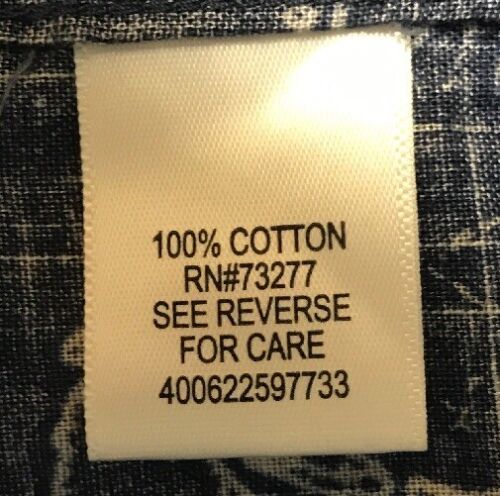 100% COTTON
RN#73277
SEE REVERSE
FOR CARE
400622597733